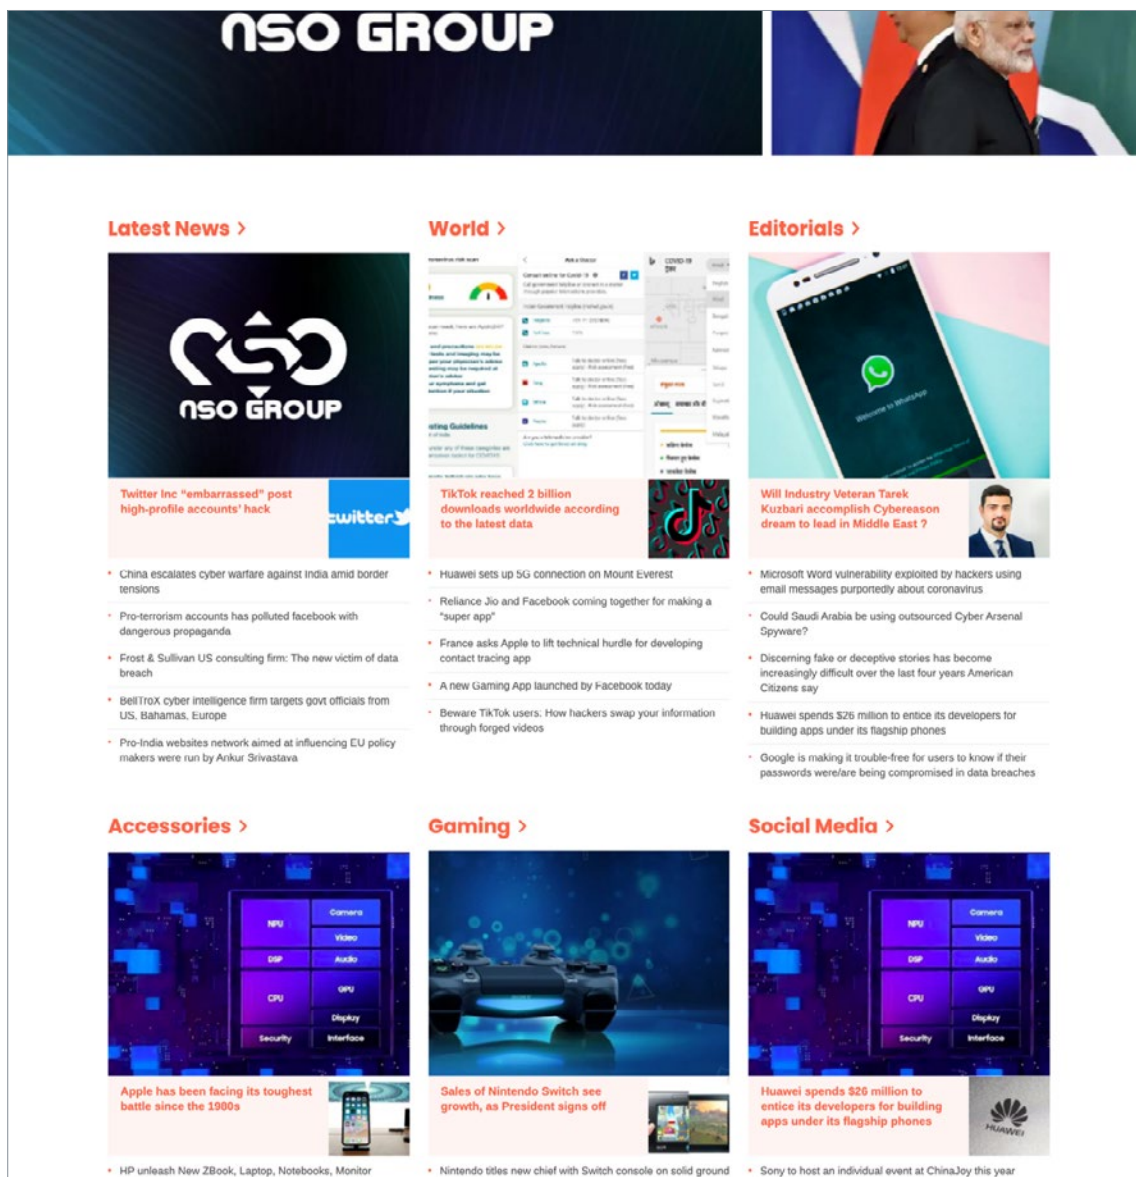 NSO GROUP
Latest News >
World >
Editorials >
NSO GROUP
COVID-19
Welcome to WhatsApp
Twitter Inc “embarrassed” post
high-profile accounts’ hack
twitter
TikTok reached 2 billion
downloads worldwide according
to the latest data
Will Industry Veteran Tarek
Kuzbari accomplish Cybereason
dream to lead in Middle East ?
• China escalates cyber warfare against India amid border
tensions
• Pro-terrorism accounts has polluted facebook with
dangerous propaganda
• Frost & Sullivan US consulting firm: The new victim of data
breach
• BellTroX cyber intelligence firm targets govt officials from
US, Bahamas, Europe
• Pro-India websites network aimed at influencing EU policy
makers were run by Ankur Srivastava
• Huawei sets up 5G connection on Mount Everest
• Reliance Jio and Facebook coming together for making a
“super app”
• France asks Apple to lift technical hurdle for developing
contact tracing app
• A new Gaming App launched by Facebook today
• Beware TikTok users: How hackers swap your information
through forged videos
• Microsoft Word vulnerability exploited by hackers using
email messages purportedly about coronavirus
• Could Saudi Arabia be using outsourced Cyber Arsenal
Spyware?
• Discerning fake or deceptive stories has become
increasingly difficult over the last four years American
Citizens say
• Huawei spends $26 million to entice its developers for
building apps under its flagship phones
• Google is making it trouble-free for users to know if their
passwords were/are being compromised in data breaches
Accessories >
Gaming >
Social Media >
NPU
Camera
Video
DSP
Audio
CPU
GPU
Display
Security
Interface
SONY
NPU
Camera
Video
DSP
Audio
CPU
GPU
Display
Security
Interface
Apple has been facing its toughest
battle since the 1980s
Sales of Nintendo Switch see
growth, as President signs off
Huawei spends $26 million to
entice its developers for building
apps under its flagship phones
HUAWEI
• HP unleash New ZBook, Laptop, Notebooks, Monitor
• Nintendo titles new chief with Switch console on solid ground
• Sony to host an individual event at ChinaJoy this year